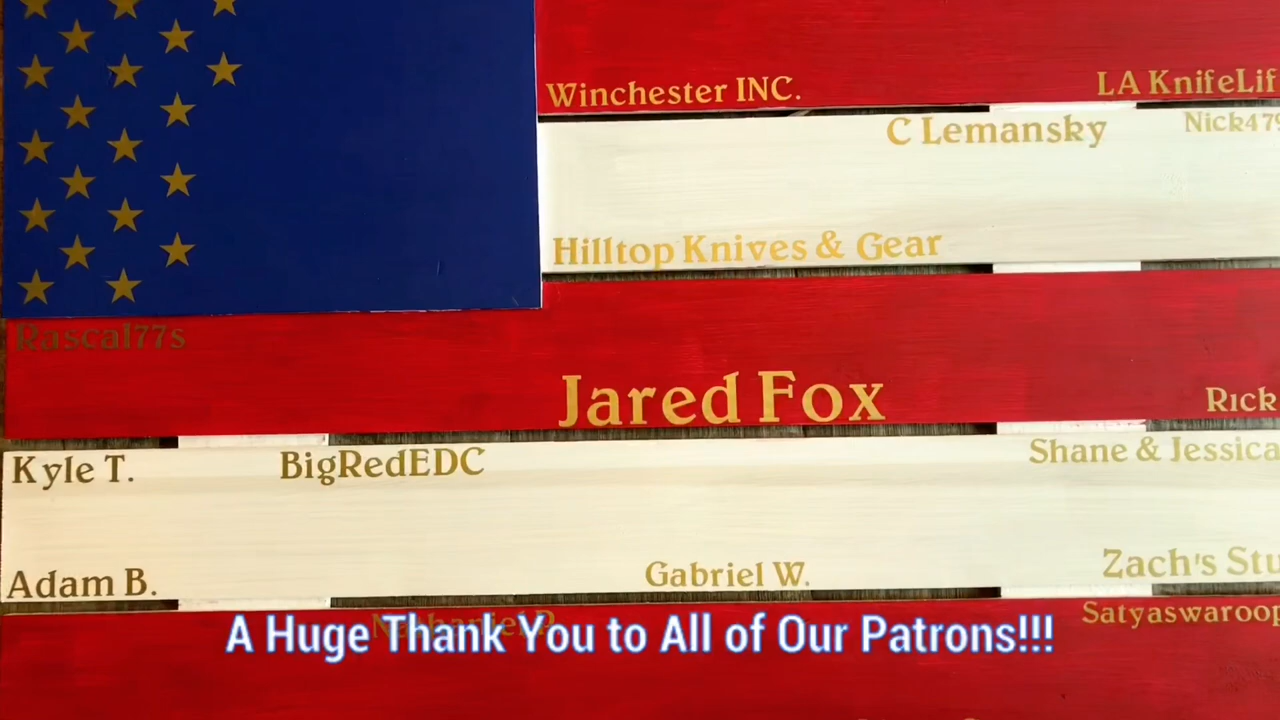 Winchester INC.
LA KnifeLif
C Lemansky
Nick479
Hilltop Knives & Gear
Rascal77s
Jared Fox
Rick
Kyle T.
BigRedEDC
Shane & Jessica
Adam B.
Gabriel W.
Zach's Stu
Satyaswaroop
Nathaniel P.
A Huge Thank You to All of Our Patrons!!!